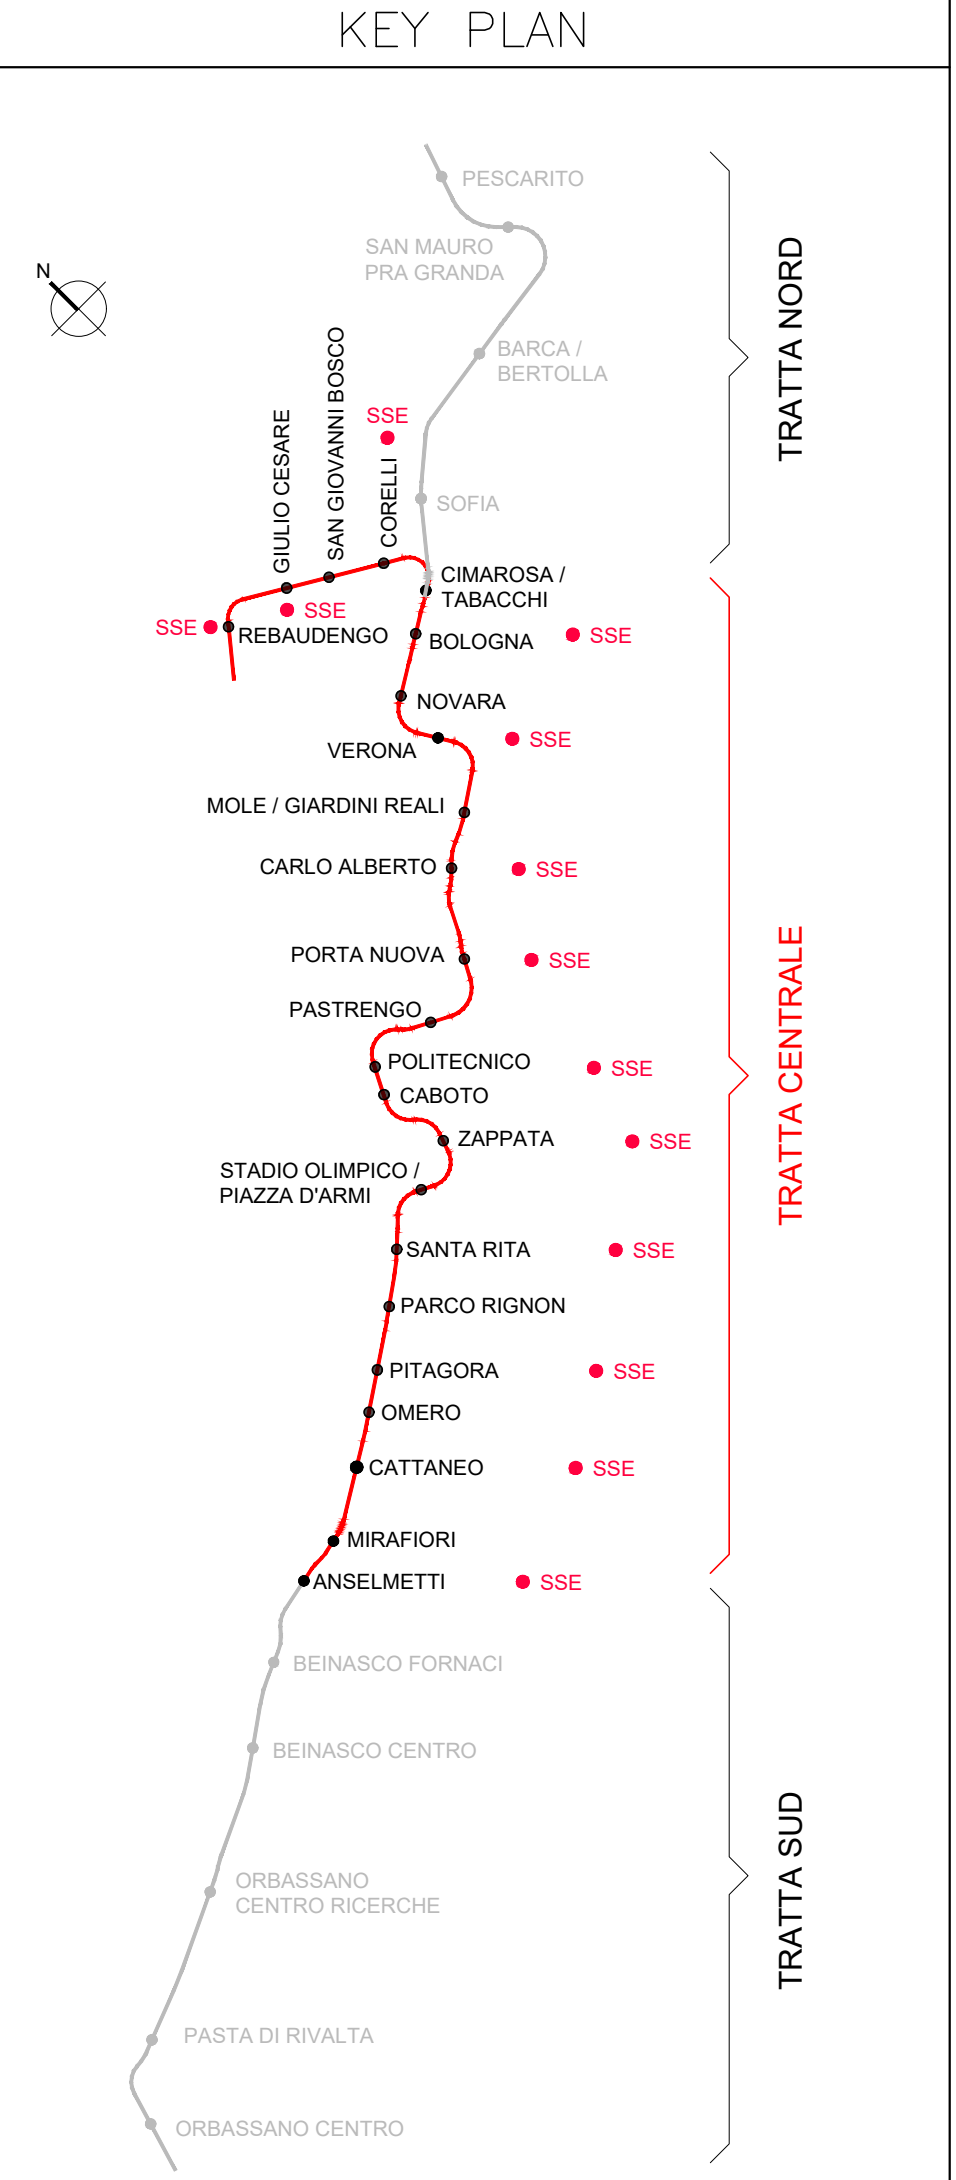 KEY PLAN
PESCARITO
SAN MAURO
PRA GRANDA
N
BARCA /
BERTOLLA
TRATTA NORD
SSE
GIULIO CESARE
SAN GIOVANNI BOSCO
CORELLI
SOFIA
CIMAROSA /
TABACCHI
SSE
SSE
REBAUDENGO
BOLOGNA
SSE
NOVARA
VERONA
SSE
MOLE / GIARDINI REALI
CARLO ALBERTO
SSE
PORTA NUOVA
SSE
PASTRENGO
POLITECNICO
SSE
CABOTO
TRATTA CENTRALE
ZAPPATA
SSE
STADIO OLIMPICO /
PIAZZA D'ARMI
SANTA RITA
SSE
PARCO RIGNON
PITAGORA
SSE
OMERO
CATTANEO
SSE
MIRAFIORI
ANSELMETTI
SSE
BEINASCO FORNACI
BEINASCO CENTRO
ORBASSANO
CENTRO RICERCHE
TRATTA SUD
PASTA DI RIVALTA
ORBASSANO CENTRO